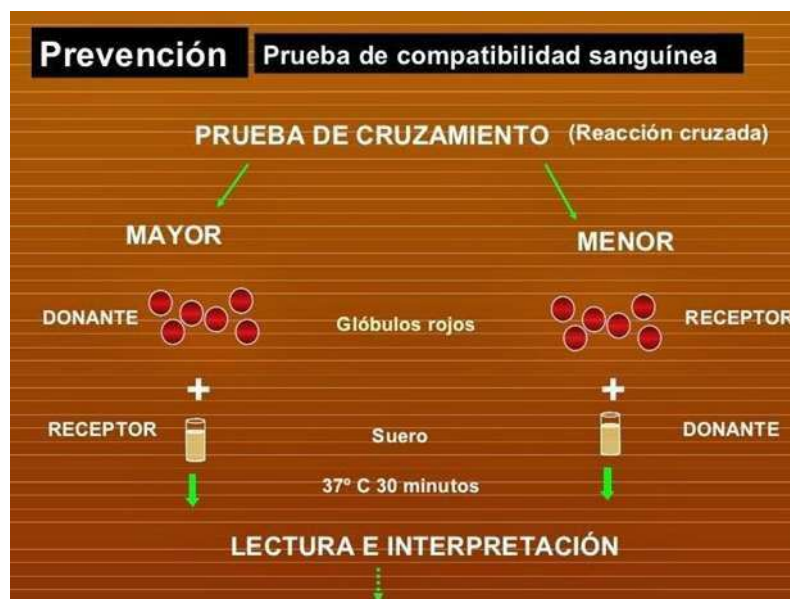 Prevención
Prueba de compatibilidad sanguínea
PRUEBA DE CRUZAMIENTO (Reacción cruzada)
MAYOR
MENOR
DONANTE
Glóbulos rojos
RECEPTOR
+
+
RECEPTOR
Suero
DONANTE
37º C 30 minutos
LECTURA E INTERPRETACIÓN